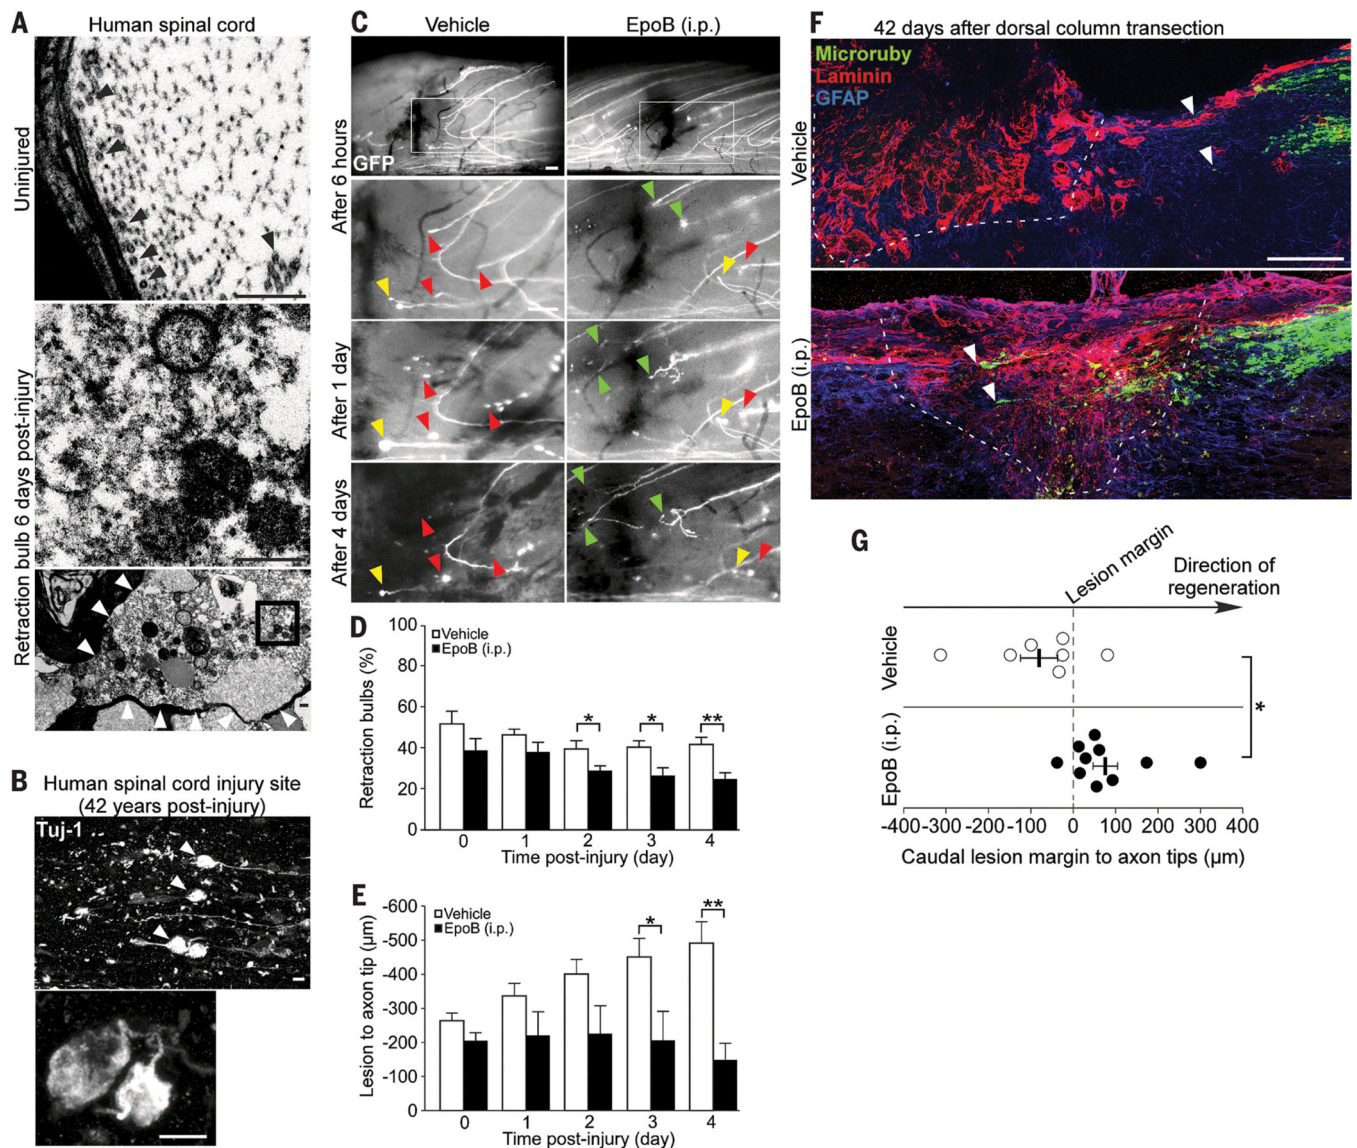 A
Human spinal cord
Uninjured
Retraction bulb 6 days post-injury
B
Human spinal cord injury site
(42 years post-injury)
Tuj-1
C
Vehicle
EpoB (i.p.)
After 6 hours
GFP
After 1 day
After 4 days
D
Retraction bulbs (%)
100
80
60
40
20
0
Vehicle
EpoB (i.p.)
* * **
0 1 2 3 4
Time post-injury (day)
E
Lesion to axon tip (µm)
-600
-500
-400
-300
-200
-100
0
Vehicle
EpoB (i.p.)
* **
0 1 2 3 4
Time post-injury (day)
F
42 days after dorsal column transection
Microruby
Laminin
GFAP
Vehicle
EpoB (i.p.)
G
Lesion margin
Direction of
regeneration
Vehicle
EpoB (i.p.)
*
-400 -300 -200 -100 0 100 200 300 400
Caudal lesion margin to axon tips (µm)